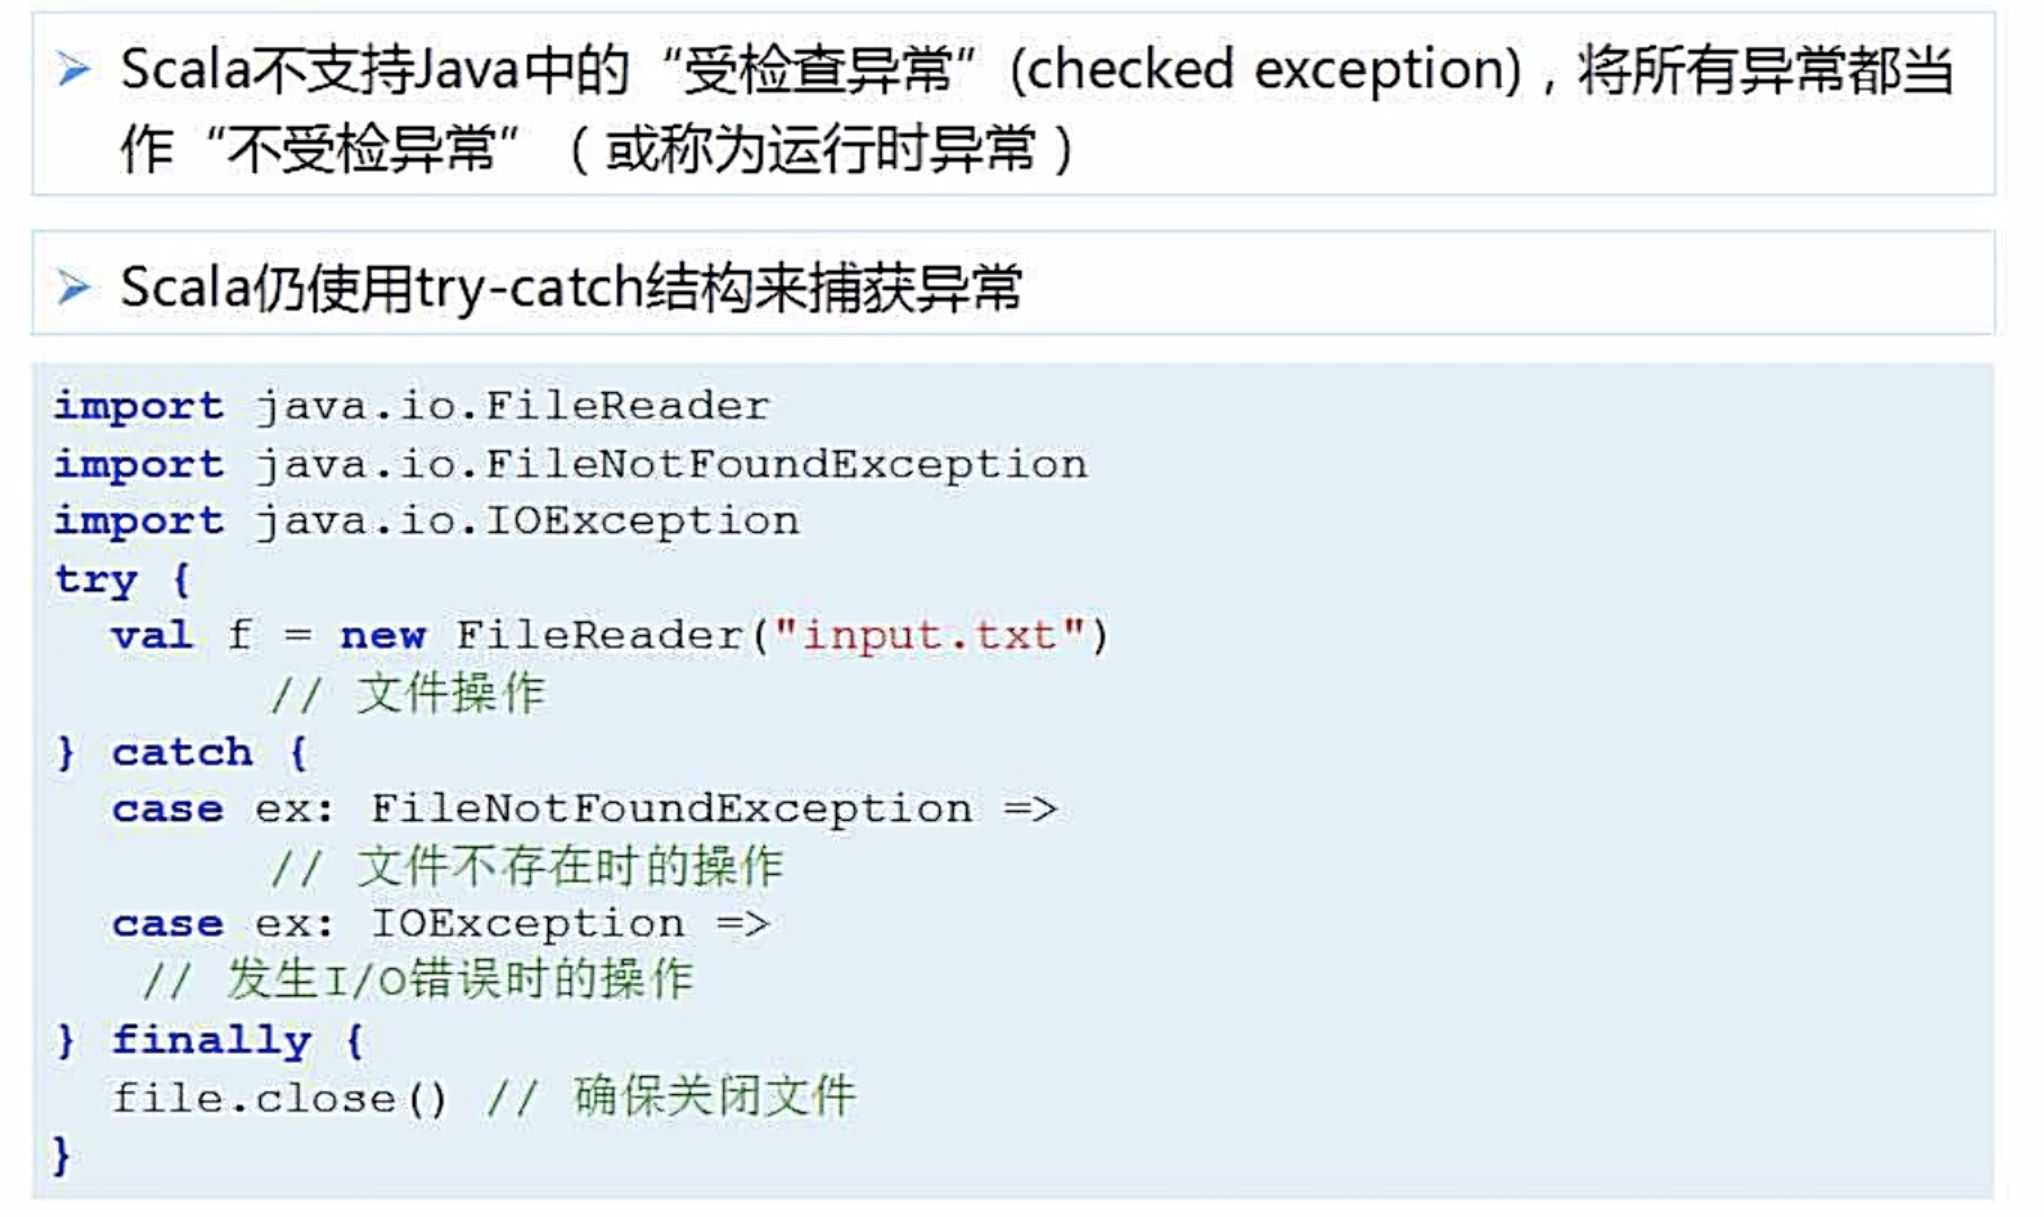 Scala不支持Java中的“受检查异常”(checked exception)，将所有异常都当
作“不受检异常”（或称为运行时异常）
Scala仍使用try-catch结构来捕获异常
import java.io.FileReader
import java.io.FileNotFoundException
import java.io.IOException
try {
  val f = new FileReader("input.txt")
        // 文件操作
} catch {
  case ex: FileNotFoundException =>
        // 文件不存在时的操作
  case ex: IOException =>
   // 发生I/O错误时的操作
} finally {
  file.close() // 确保关闭文件
}